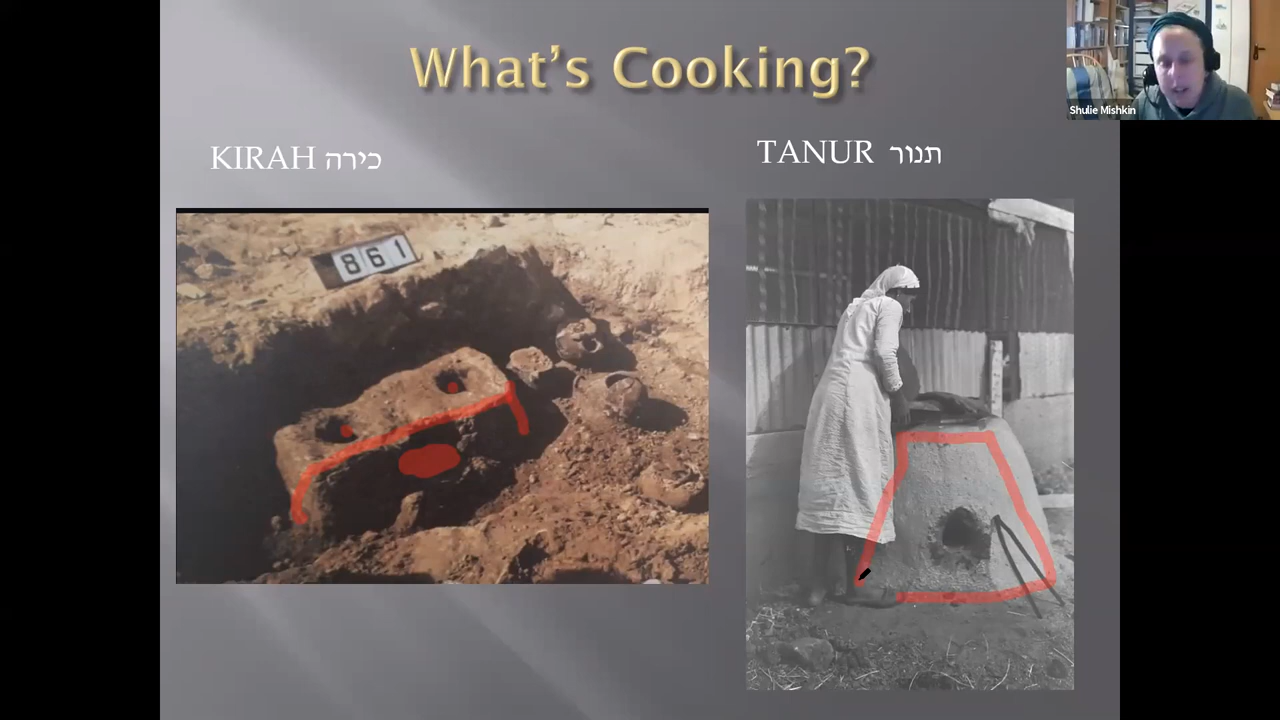 What's Cooking?
Shulie Mishkin
KIRAH כירה
TANUR תנור
861